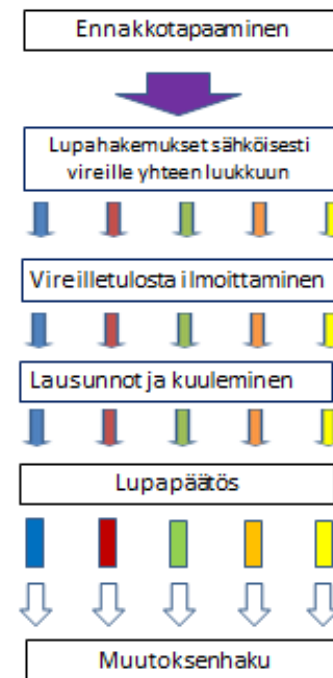 Ennakkotapaaminen
Lupahakemukset sähköisesti
vireille yhteen luukkuun
Vireilletulosta ilmoittaminen
Lausunnot ja kuuleminen
Lupapäätös
Muutoksenhaku